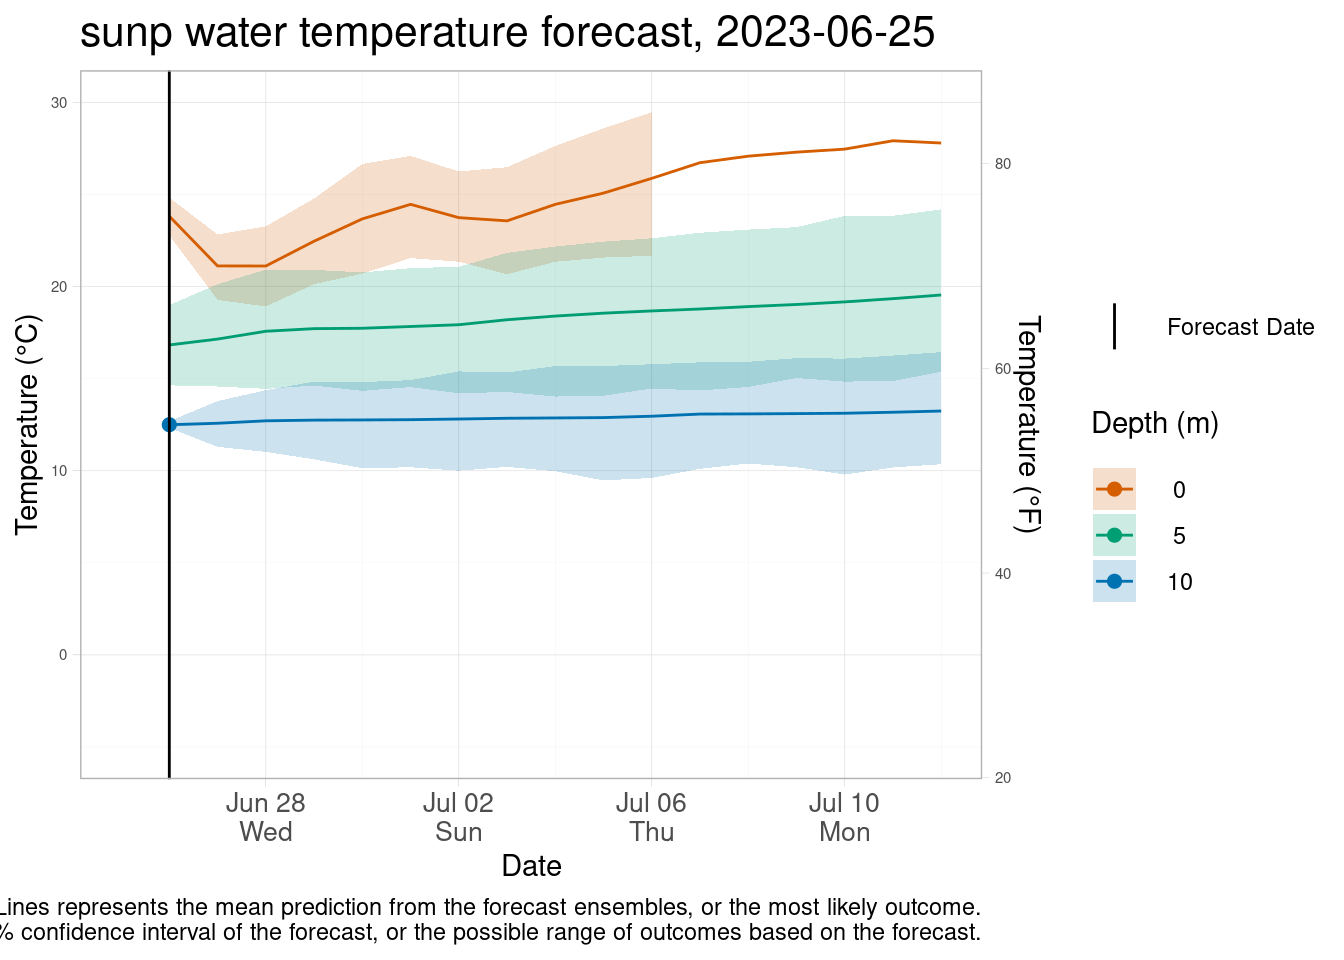 sunp water temperature forecast, 2023-06-25
30
20
10
0
Temperature (°C)
80
60
40
20
Temperature (°F)
Jun 28
Wed
Jul 02
Sun
Jul 06
Thu
Jul 10
Mon
Date
Forecast Date
Depth (m)
0
5
10
Lines represents the mean prediction from the forecast ensembles, or the most likely outcome.
% confidence interval of the forecast, or the possible range of outcomes based on the forecast.